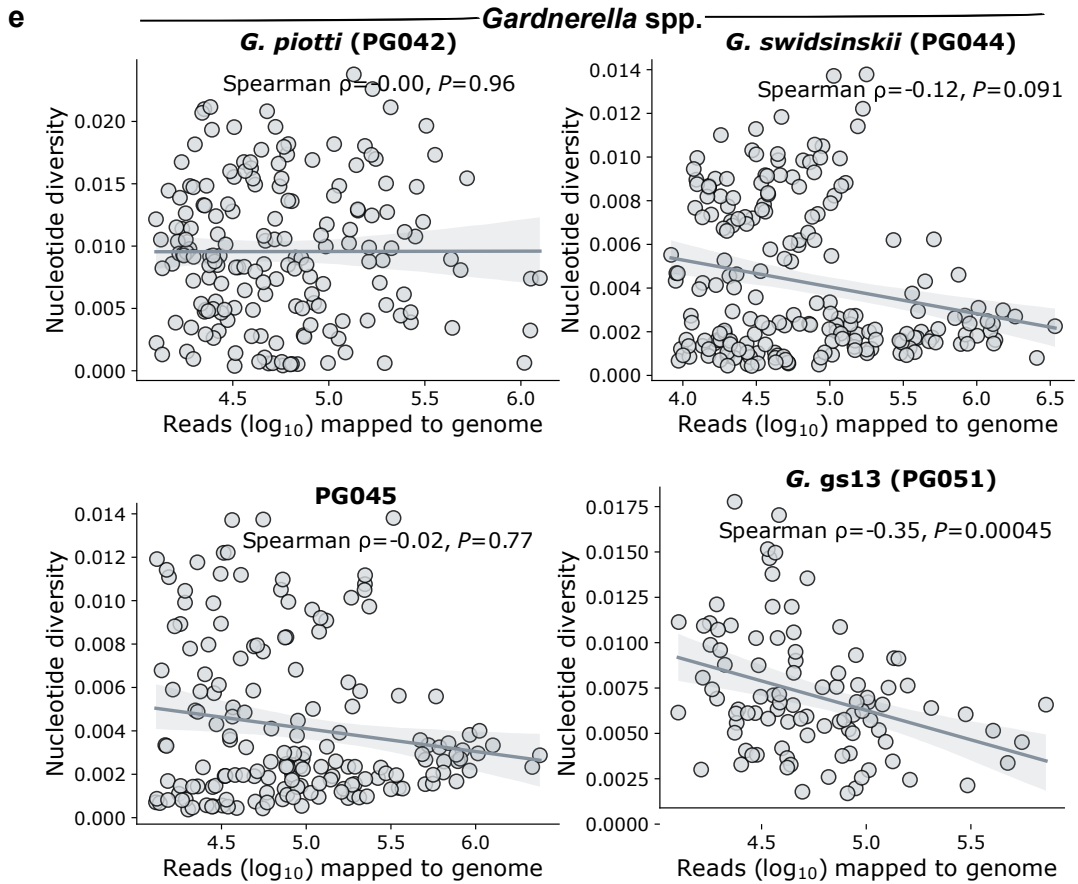 e
Gardnerella spp.
G. piotti (PG042)
Spearman ρ=-0.00, P=0.96
Nucleotide diversity
0.020
0.015
0.010
0.005
0.000
4.5 5.0 5.5 6.0
Reads (log10) mapped to genome
G. swidsinskii (PG044)
Spearman ρ=-0.12, P=0.091
Nucleotide diversity
0.014
0.012
0.010
0.008
0.006
0.004
0.002
0.000
4.0 4.5 5.0 5.5 6.0 6.5
Reads (log10) mapped to genome
PG045
Spearman ρ=-0.02, P=0.77
Nucleotide diversity
0.014
0.012
0.010
0.008
0.006
0.004
0.002
0.000
4.5 5.0 5.5 6.0
Reads (log10) mapped to genome
G. gs13 (PG051)
Spearman ρ=-0.35, P=0.00045
Nucleotide diversity
0.0175
0.0150
0.0125
0.0100
0.0075
0.0050
0.0025
0.0000
4.5 5.0 5.5
Reads (log10) mapped to genome